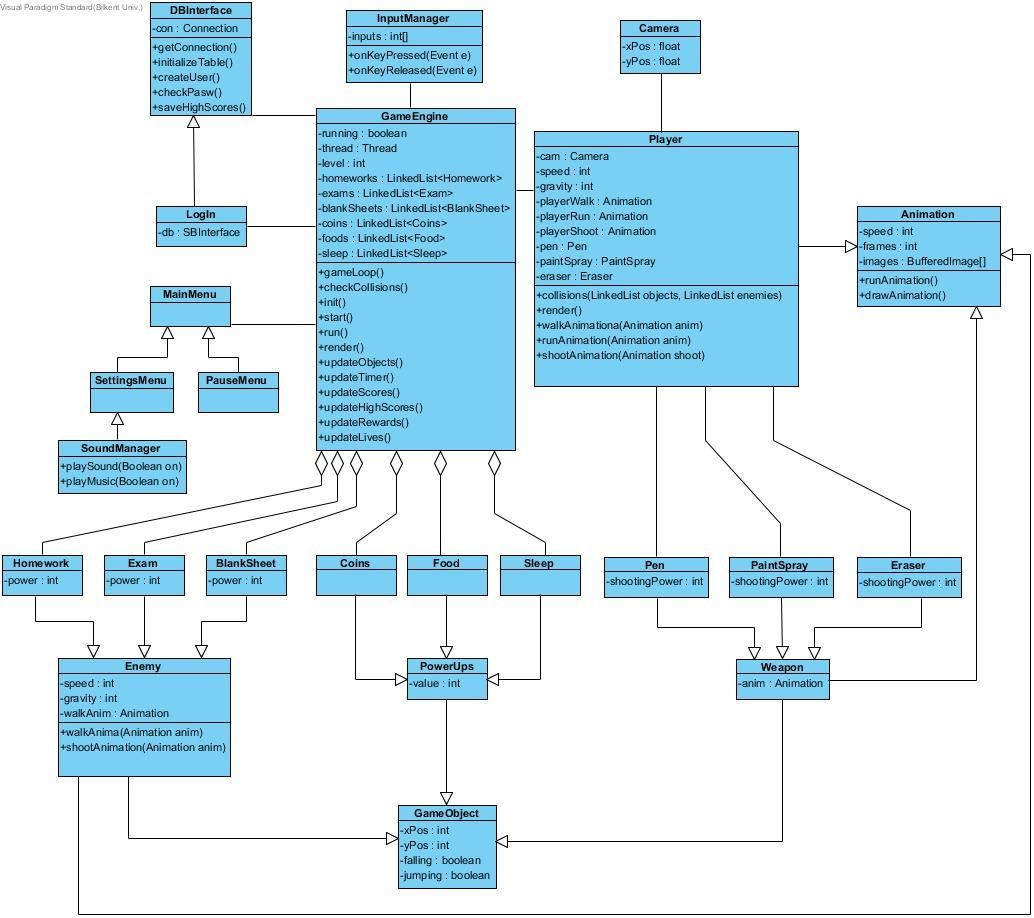 Visual Paradigm Standard(Bilkent Univ.)
DBInterface
-con : Connection
+getConnection()
+initializeTable()
+createUser()
+checkPasw()
+saveHighScores()
InputManager
-inputs : int[]
+onKeyPressed(Event e)
+onKeyReleased(Event e)
Camera
-xPos : float
-yPos : float
GameEngine
-running : boolean
-thread : Thread
-level : int
-homeworks : LinkedList<Homework>
-exams : LinkedList<Exam>
-blankSheets : LinkedList<BlankSheet>
-coins : LinkedList<Coins>
-foods : LinkedList<Food>
-sleep : LinkedList<Sleep>
+gameLoop()
+checkCollisions()
+init()
+start()
+run()
+render()
+updateObjects()
+updateTimer()
+updateScores()
+updateHighScores()
+updateRewards()
+updateLives()
Player
-cam : Camera
-speed : int
-gravity : int
-playerWalk : Animation
-playerRun : Animation
-playerShoot : Animation
-pen : Pen
-paintSpray : PaintSpray
-eraser : Eraser
+collisions(LinkedList objects, LinkedList enemies)
+render()
+walkAnimationa(Animation anim)
+runAnimation(Animation anim)
+shootAnimation(Animation shoot)
Animation
-speed : int
-frames : int
-images : BufferedImage[]
+runAnimation()
+drawAnimation()
LogIn
-db : SBInterface
MainMenu
SettingsMenu
PauseMenu
SoundManager
+playSound(Boolean on)
+playMusic(Boolean on)
Homework
-power : int
Exam
-power : int
BlankSheet
-power : int
Coins
Food
Sleep
Pen
-shootingPower : int
PaintSpray
-shootingPower : int
Eraser
-shootingPower : int
Enemy
-speed : int
-gravity : int
-walkAnim : Animation
+walkAnima(Animation anim)
+shootAnimation(Animation anim)
PowerUps
-value : int
Weapon
-anim : Animation
GameObject
-xPos : int
-yPos : int
-falling : boolean
-jumping : boolean